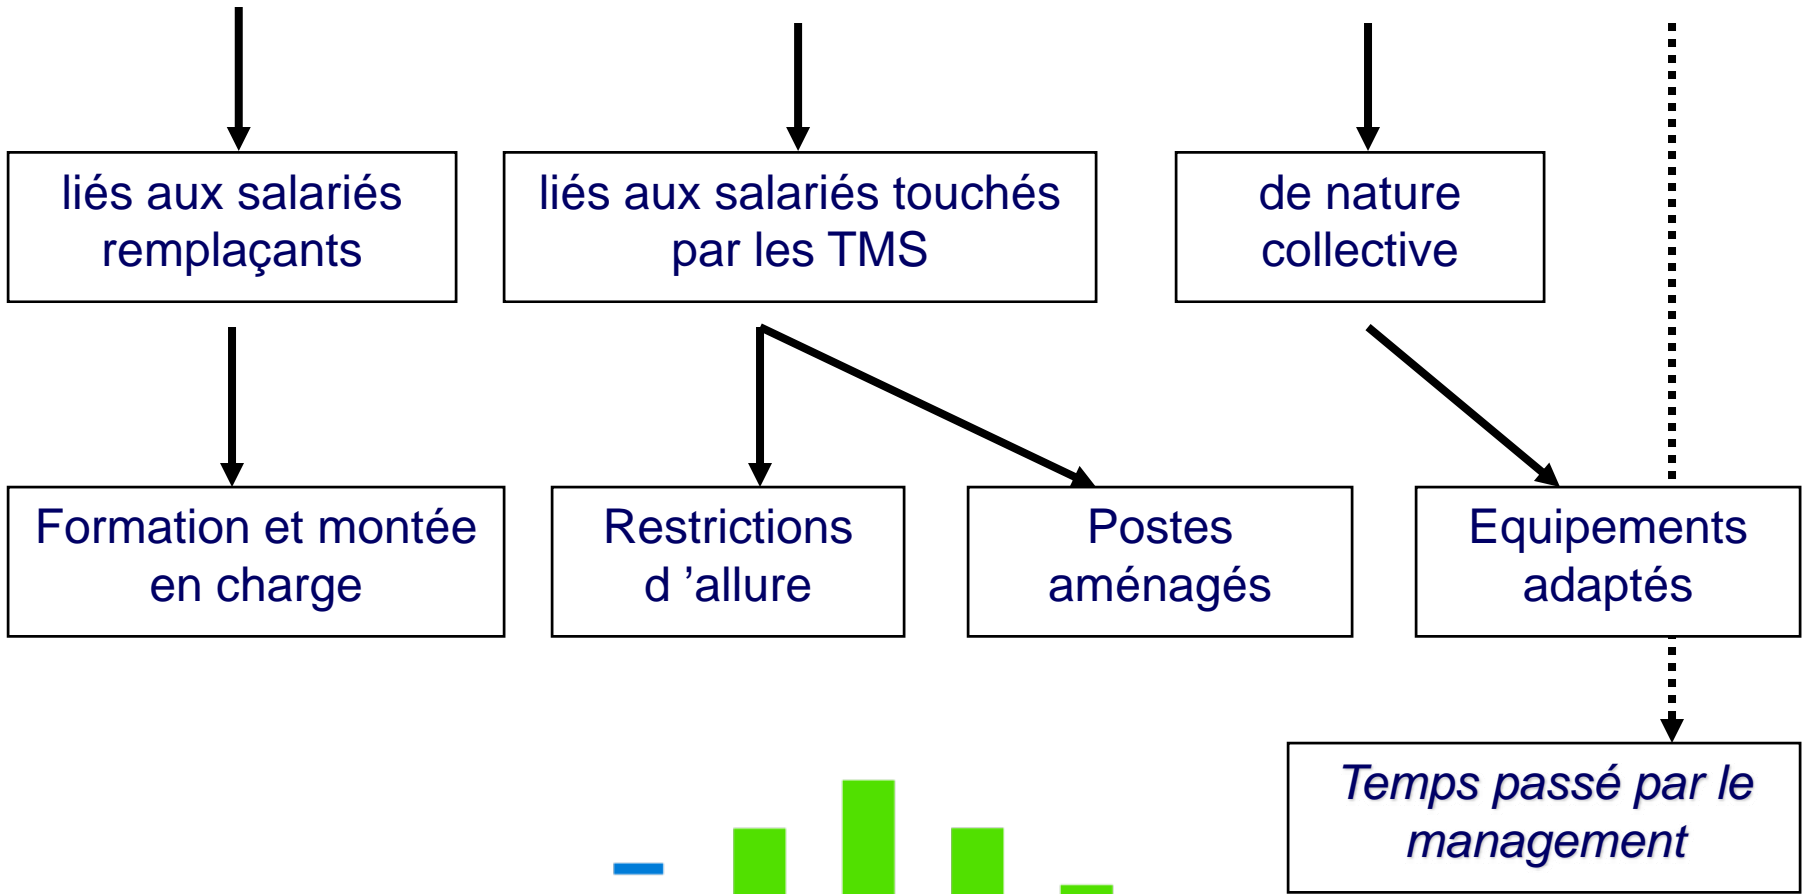 liés aux salariés
remplaçants
liés aux salariés touchés
par les TMS
de nature
collective
Formation et montée
en charge
Restrictions
d ’allure
Postes
aménagés
Equipements
adaptés
Temps passé par le
management